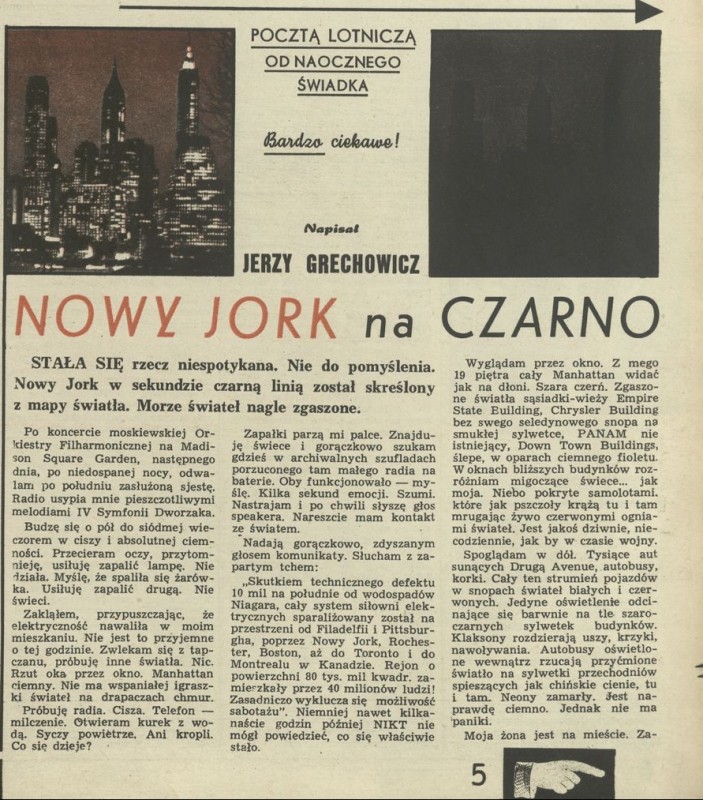 POCZTĄ LOTNICZĄ
OD NAOCZNEGO
ŚWIADKA
Bardzo ciekawe!
Napisał
JERZY GRECHOWICZ
NOWY JORK na CZARNO
STAŁA SIĘ rzecz niespotykana. Nie do pomyślenia.
Nowy Jork w sekundzie czarną linią został skreślony
z mapy światła. Morze świateł nagle zgaszone.
Po koncercie moskiewskiej Or-
kiestry Filharmonicznej na Madi-
son Square Garden, następnego
dnia, po niedospanej nocy, odwa-
lam po południu zasłużoną sjestę.
Radio usypia mnie pieszczotliwymi
melodiami IV Symfonii Dworzaka.
Budzę się o pół do siódmej wie-
czorem w ciszy i absolutnej ciem-
ności. Przecieram oczy, przytom-
nieję, usiłuję zapalić lampę. Nie
działa. Myślę, że spaliła się żarów-
ka. Usiłuję zapalić drugą. Nie
świeci.
Zakląłem, przypuszczając, że
elektryczność nawaliła w moim
mieszkaniu. Nie jest to przyjemne
o tej godzinie. Zwlekam się z tap-
czanu, próbuję inne światła. Nic.
Rzut oka przez okno. Manhattan
ciemny. Nie ma wspaniałej igrasz-
ki świateł na drapaczach chmur.
Próbuję radia. Cisza. Telefon —
milczenie. Otwieram kurek z wo-
dą. Syczy powietrze. Ani kropli.
Co się dzieje?
Zapałki parzą mi palce. Znajdu-
ję świece i gorączkowo szukam
gdzieś w archiwalnych szufladach
porzuconego tam małego radia na
baterie. Oby funkcjonowało — my-
ślę. Kilka sekund emocji. Szumi.
Nastrajam i po chwili słyszę głos
speakera. Nareszcie mam kontakt
ze światem.
Nadają gorączkowo, zdyszanym
głosem komunikaty. Słucham z za-
partym tchem:
„Skutkiem technicznego defektu
10 mil na południe od wodospadów
Niagara, cały system siłowni elek-
trycznych sparaliżowany został na
przestrzeni od Filadelfii i Pittsbur-
gha, poprzez Nowy Jork, Roches-
ter, Boston, aż do Toronto i do
Montrealu w Kanadzie. Rejon o
powierzchni 80 tys. mil kwadr. za-
mieszkały przez 40 milionów ludzi!
Zasadniczo wyklucza się możliwość
sabotażu". Niemniej nawet kilka-
naście godzin później NIKT nie
mógł powiedzieć, co się właściwie
stało.
Wyglądam przez okno. Z mego
19 piętra cały Manhattan widać
jak na dłoni. Szara czerń. Zgaszo-
ne światła sąsiadki-wieży Empire
State Building, Chrysler Building
bez swego seledynowego snopa na
smukłej sylwetce, PANAM nie
istniejący, Down Town Buildings,
ślepe, w oparach ciemnego fioletu.
W oknach bliższych budynków roz-
różniam migoczące świece... jak
moja. Niebo pokryte samolotami,
które jak pszczoły krążą tu i tam
mrugając żywo czerwonymi ognia-
mi świateł. Jest jakoś dziwnie, nie-
codziennie, jak by w czasie wojny.
Spoglądam w dół. Tysiące aut
sunących Drugą Avenue, autobusy,
korki. Cały ten strumień pojazdów
w snopach świateł białych i czer-
wonych. Jedyne oświetlenie odci-
nające się barwnie na tle szaro-
czarnych sylwetek budynków.
Klaksony rozdzierają uszy, krzyki,
nawoływania. Autobusy oświetlo-
ne wewnątrz rzucają przyćmione
światło na sylwetki przechodniów
spieszących jak chińskie cienie, tu
i tam. Neony zamarły. Jest na-
prawdę ciemno. Jednak nie ma
paniki.
Moja żona jest na mieście. Za-
5